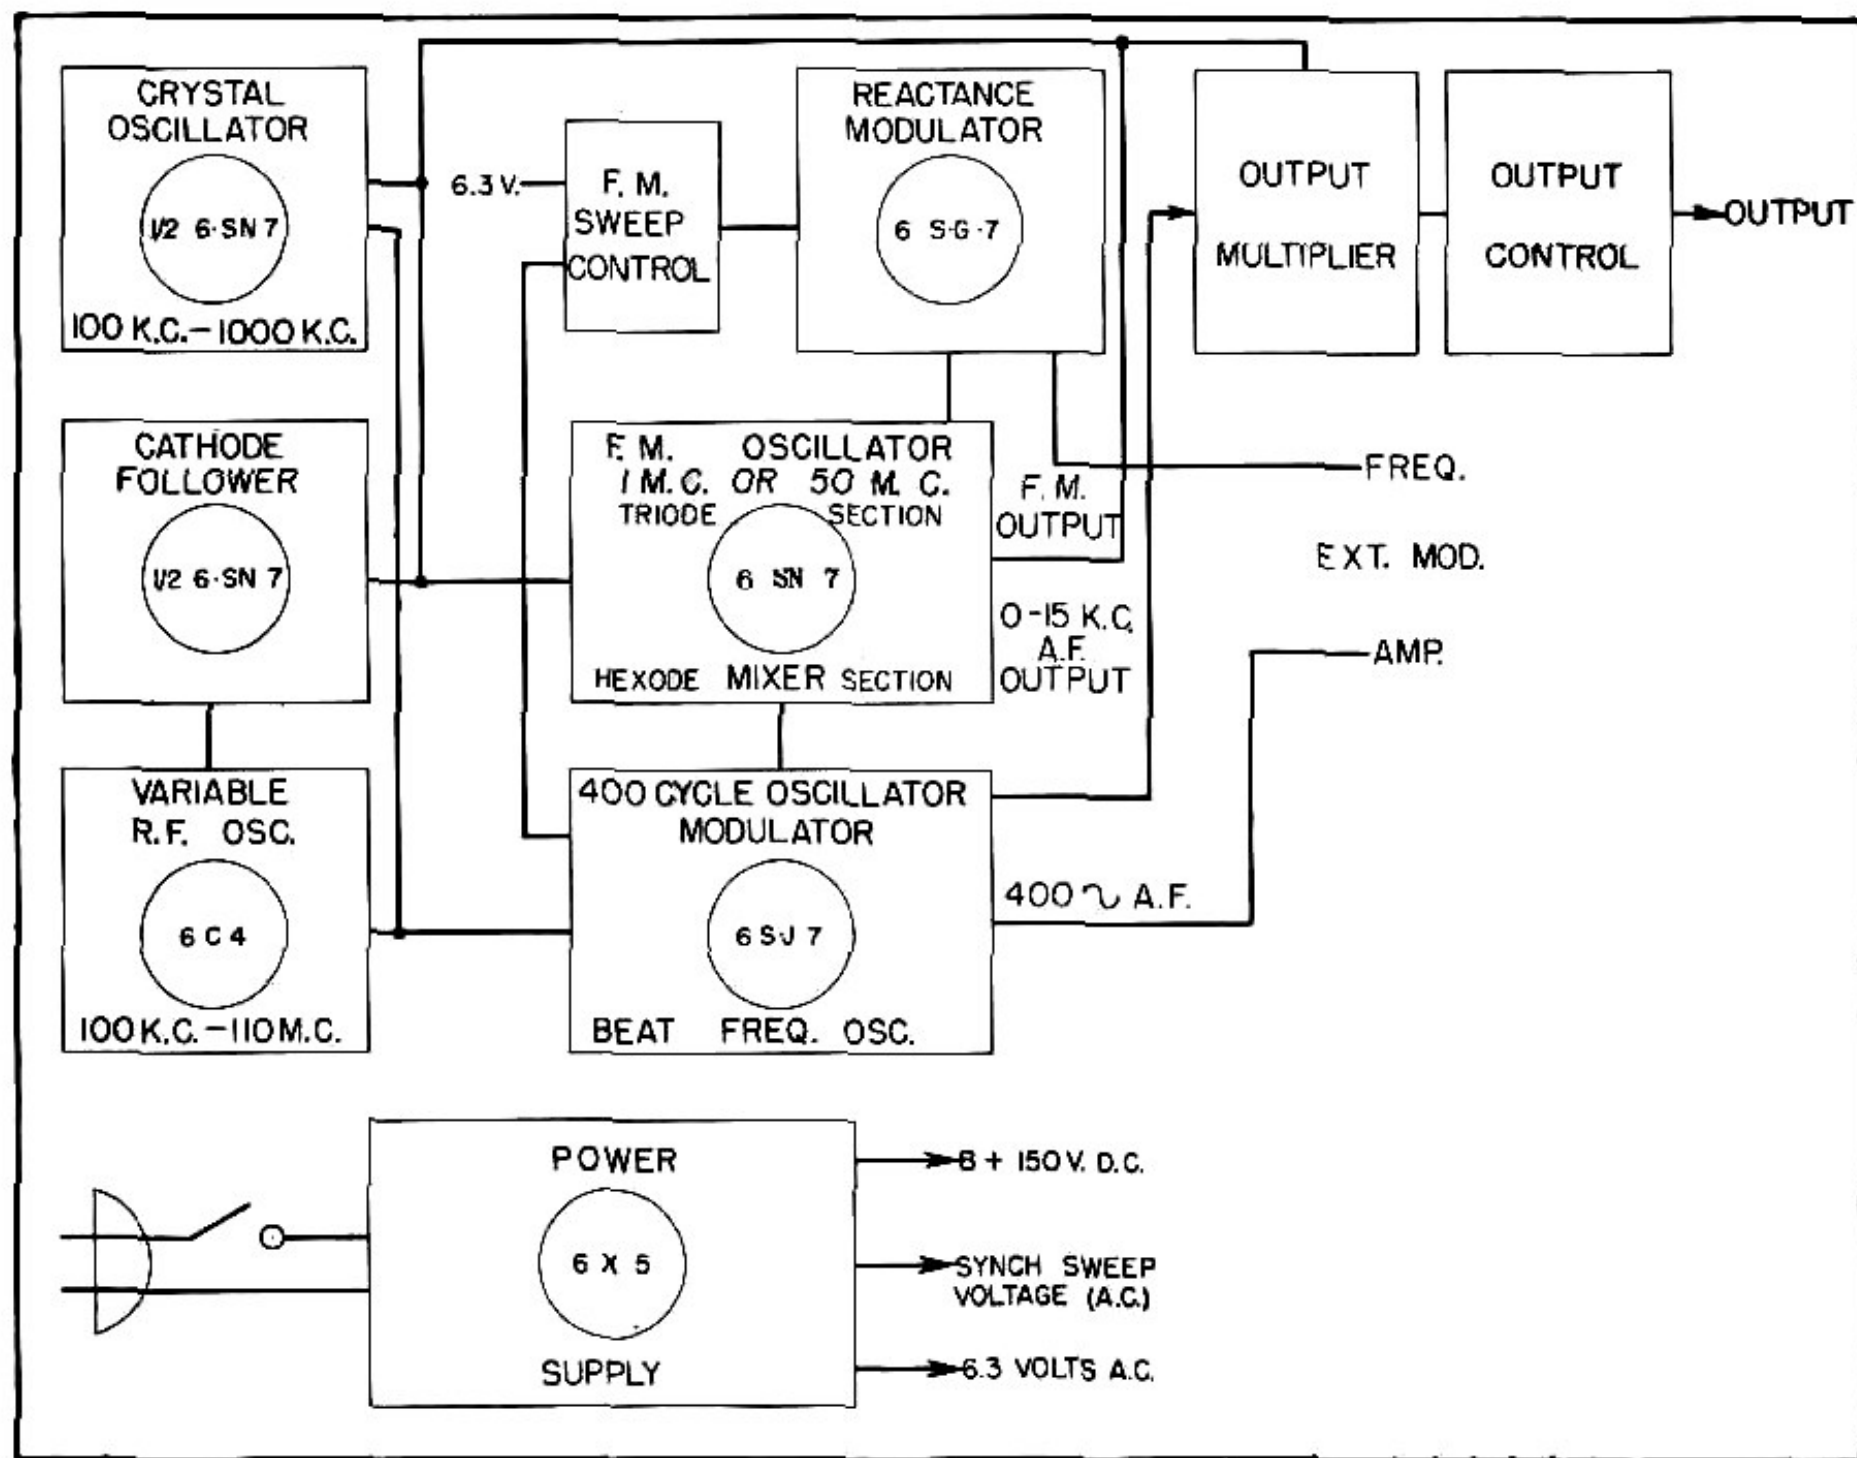 CRYSTAL
OSCILLATOR
1/2 6·SN 7
100 K.C.–1000 K.C.
6.3 V.
F. M.
SWEEP
CONTROL
REACTANCE
MODULATOR
6 S·G·7
OUTPUT
MULTIPLIER
OUTPUT
CONTROL
OUTPUT
CATHODE
FOLLOWER
1/2 6·SN 7
F. M. OSCILLATOR
1 M.C. OR 50 M. C.
TRIODE SECTION
6 SN 7
HEXODE MIXER SECTION
F. M.
OUTPUT
0–15 K.C.
A.F.
OUTPUT
FREQ.
EXT. MOD.
AMP.
VARIABLE
R.F. OSC.
6 C 4
100 K.C.–110 M.C.
400 CYCLE OSCILLATOR
MODULATOR
6 S·J 7
BEAT FREQ. OSC.
400 ~ A.F.
POWER
6 X 5
SUPPLY
B + 150 V. D.C.
SYNCH SWEEP
VOLTAGE (A.C.)
6.3 VOLTS A.C.